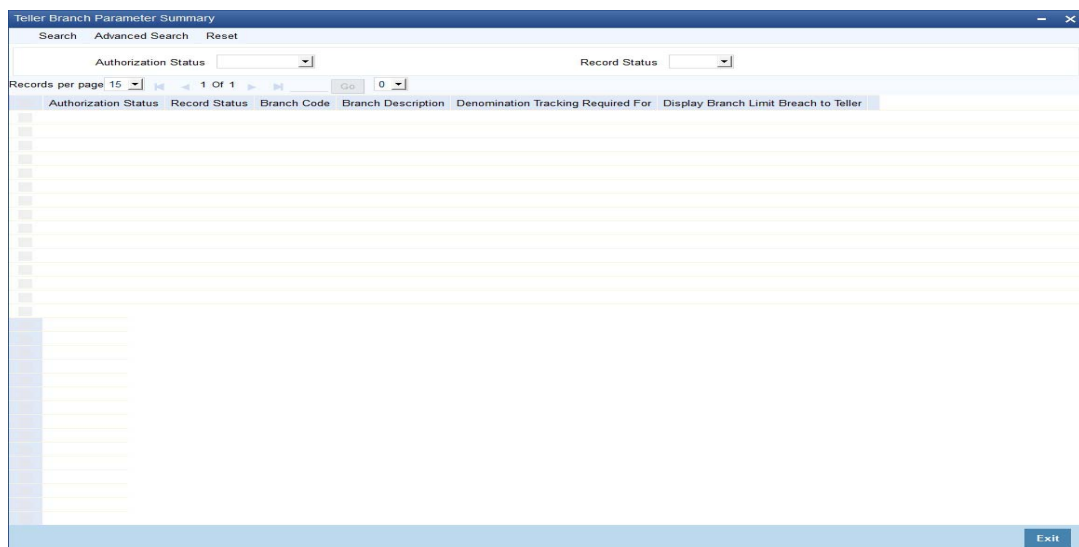 Teller Branch Parameter Summary
Search Advanced Search Reset
Authorization Status Record Status
Records per page 15 1 Of 1 Go 0
Authorization Status Record Status Branch Code Branch Description Denomination Tracking Required For Display Branch Limit Breach to Teller
Exit